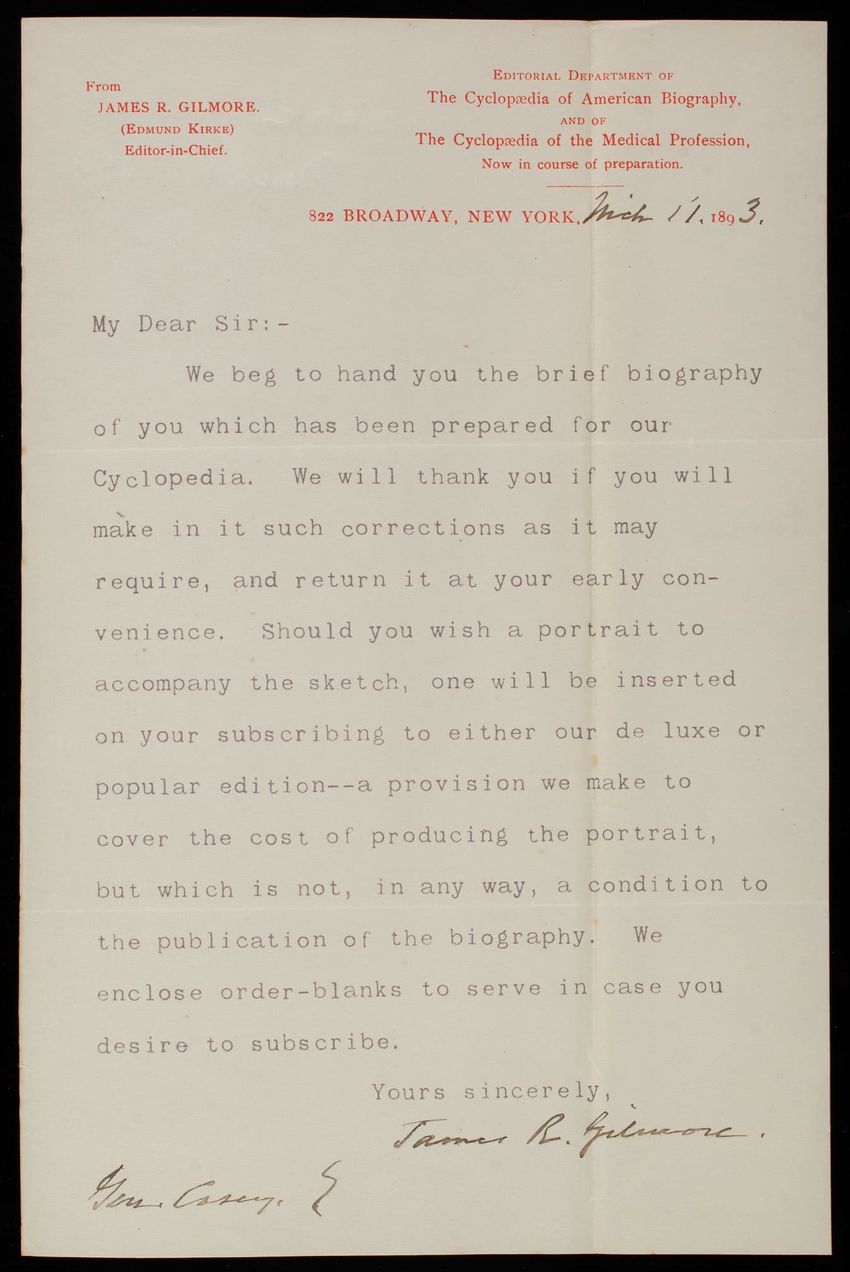 From
JAMES R. GILMORE.
(EDMUND KIRKE)
Editor-in-Chief.
EDITORIAL DEPARTMENT OF
The Cyclopædia of American Biography,
AND OF
The Cyclopædia of the Medical Profession,
Now in course of preparation.
822 BROADWAY, NEW YORK, Mch 11, 1893.
My Dear Sir:-
We beg to hand you the brief biography
of you which has been prepared for our
Cyclopedia. We will thank you if you will
make in it such corrections as it may
require, and return it at your early con-
venience. Should you wish a portrait to
accompany the sketch, one will be inserted
on your subscribing to either our de luxe or
popular edition--a provision we make to
cover the cost of producing the portrait,
but which is not, in any way, a condition to
the publication of the biography. We
enclose order-blanks to serve in case you
desire to subscribe.
Yours sincerely,
James R. Gilmore.
Gen. Casey.